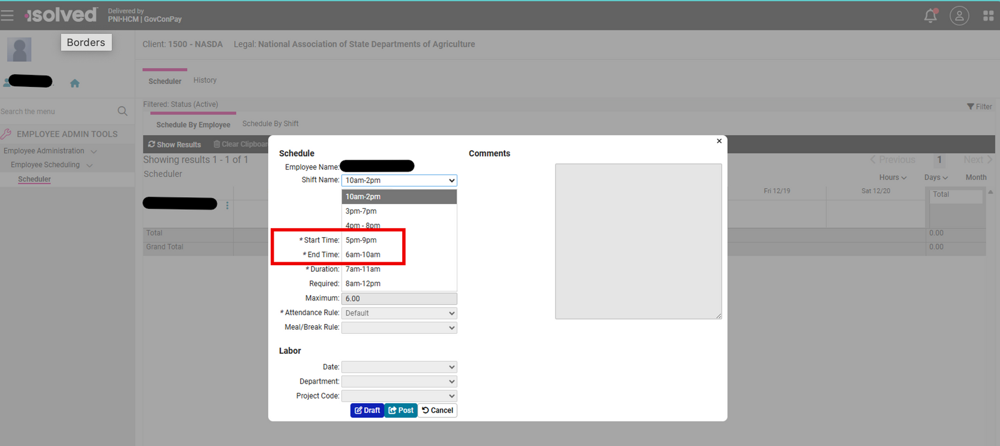 isolved
Delivered by
PNI•HCM | GovConPay
Borders
Client: 1500 - NASDA Legal: National Association of State Departments of Agriculture
Scheduler History
Search the menu
Filtered: Status (Active)
Filter
Schedule By Employee Schedule By Shift
EMPLOYEE ADMIN TOOLS
Employee Administration
Employee Scheduling
Scheduler
Show Results Clear Clipboar
Showing results 1 - 1 of 1
Previous 1 Next
Scheduler
Hours Days Month
Fri 12/19 Sat 12/20 Total
Total 0.00
Grand Total 0.00
Schedule
Comments
Employee Name:
Shift Name: 10am-2pm
10am-2pm
3pm-7pm
4pm - 8pm
* Start Time: 5pm-9pm
* End Time: 6am-10am
* Duration: 7am-11am
Required: 8am-12pm
Maximum: 6.00
* Attendance Rule: Default
Meal/Break Rule:
Labor
Date:
Department:
Project Code:
Draft Post Cancel